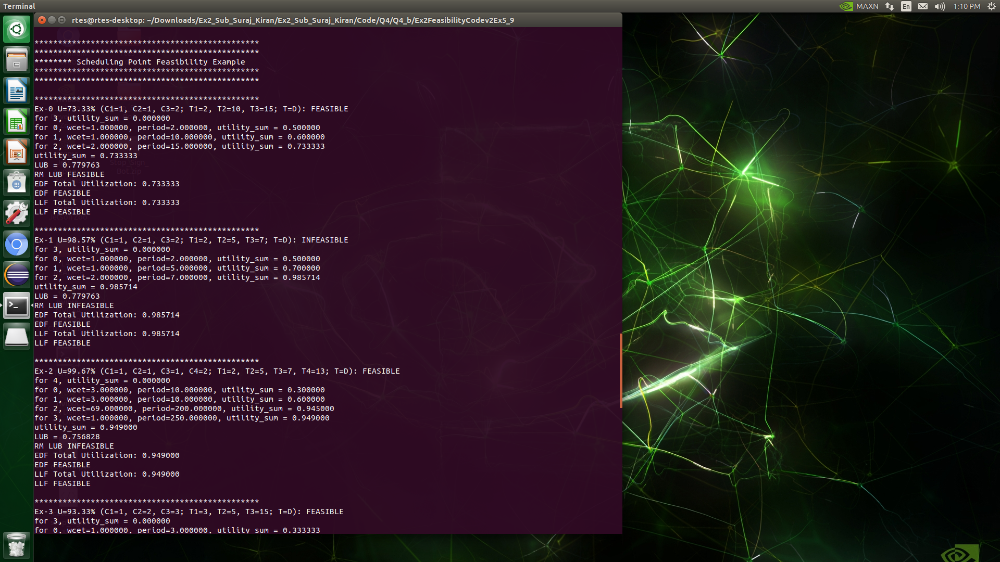 Terminal
MAXN
En
1:10 PM
rtes@rtes-desktop: ~/Downloads/Ex2_Sub_Suraj_Kiran/Ex2_Sub_Suraj_Kiran/Code/Q4/Q4_b/Ex2FeasibilityCodev2Ex5_9
************************************************
************************************************
******** Scheduling Point Feasibility Example
************************************************
************************************************
************************************************
Ex-0 U=73.33% (C1=1, C2=1, C3=2; T1=2, T2=10, T3=15; T=D): FEASIBLE
for 3, utility_sum = 0.000000
for 0, wcet=1.000000, period=2.000000, utility_sum = 0.500000
for 1, wcet=1.000000, period=10.000000, utility_sum = 0.600000
for 2, wcet=2.000000, period=15.000000, utility_sum = 0.733333
utility_sum = 0.733333
LUB = 0.779763
RM LUB FEASIBLE
EDF Total Utilization: 0.733333
EDF FEASIBLE
LLF Total Utilization: 0.733333
LLF FEASIBLE
************************************************
Ex-1 U=98.57% (C1=1, C2=1, C3=2; T1=2, T2=5, T3=7; T=D): INFEASIBLE
for 3, utility_sum = 0.000000
for 0, wcet=1.000000, period=2.000000, utility_sum = 0.500000
for 1, wcet=1.000000, period=5.000000, utility_sum = 0.700000
for 2, wcet=2.000000, period=7.000000, utility_sum = 0.985714
utility_sum = 0.985714
LUB = 0.779763
RM LUB INFEASIBLE
EDF Total Utilization: 0.985714
EDF FEASIBLE
LLF Total Utilization: 0.985714
LLF FEASIBLE
************************************************
Ex-2 U=99.67% (C1=1, C2=1, C3=1, C4=2; T1=2, T2=5, T3=7, T4=13; T=D): FEASIBLE
for 4, utility_sum = 0.000000
for 0, wcet=3.000000, period=10.000000, utility_sum = 0.300000
for 1, wcet=3.000000, period=10.000000, utility_sum = 0.600000
for 2, wcet=69.000000, period=200.000000, utility_sum = 0.945000
for 3, wcet=1.000000, period=250.000000, utility_sum = 0.949000
utility_sum = 0.949000
LUB = 0.756828
RM LUB INFEASIBLE
EDF Total Utilization: 0.949000
EDF FEASIBLE
LLF Total Utilization: 0.949000
LLF FEASIBLE
************************************************
Ex-3 U=93.33% (C1=1, C2=2, C3=3; T1=3, T2=5, T3=15; T=D): FEASIBLE
for 3, utility_sum = 0.000000
for 0, wcet=1.000000, period=3.000000, utility_sum = 0.333333